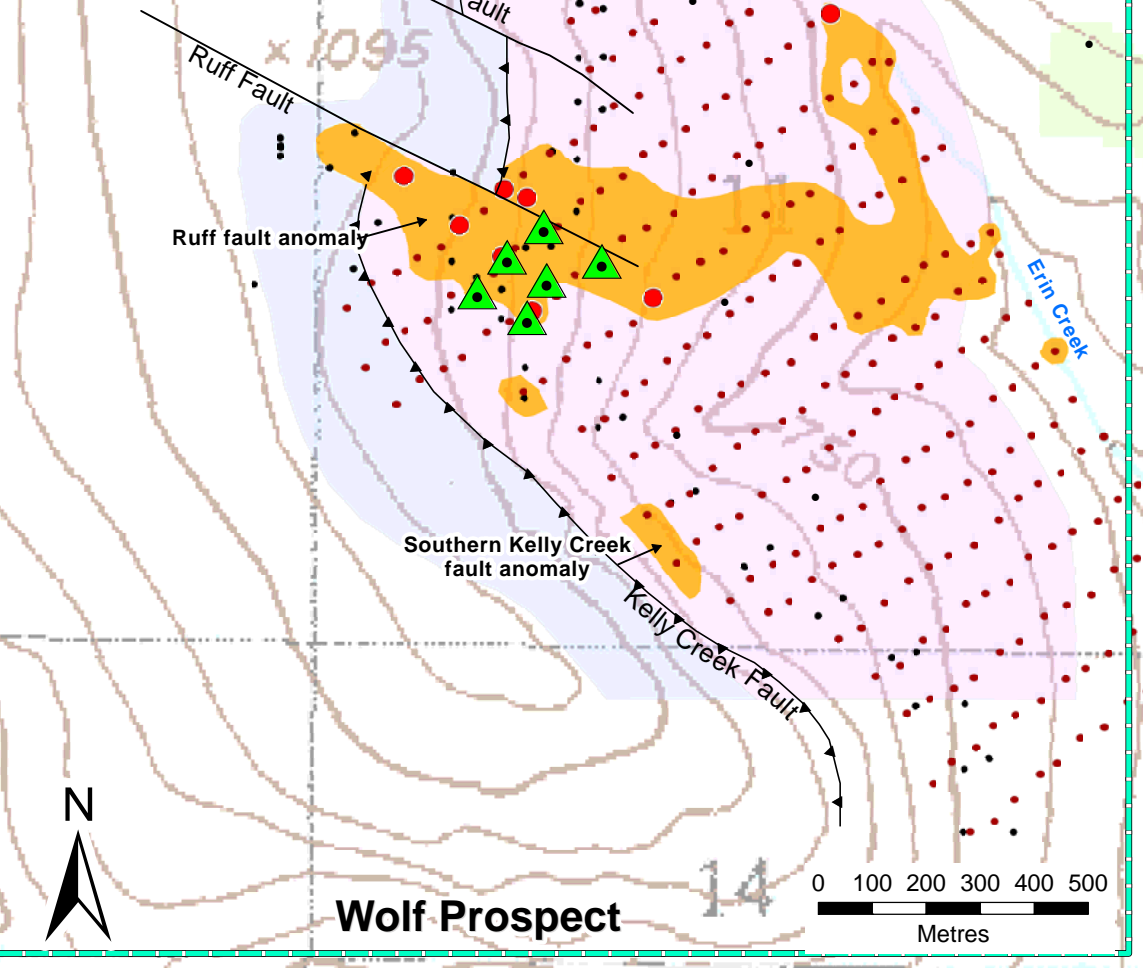 ault
× 1095
Ruff Fault
11
Ruff fault anomaly
Erin Creek
750
Southern Kelly Creek
fault anomaly
Kelly Creek Fault
N
14
0 100 200 300 400 500
Metres
Wolf Prospect